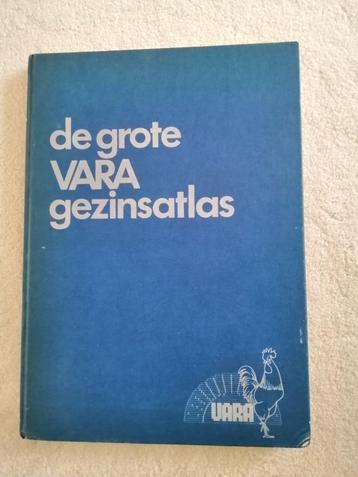 de grote
VARA
gezinsatlas
VARA